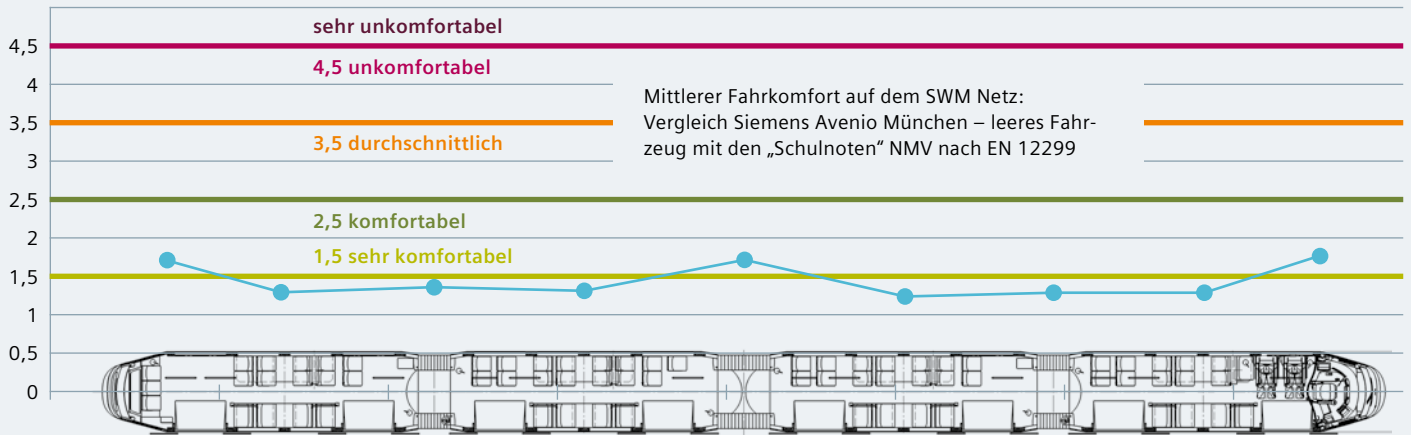 sehr unkomfortabel
4,5
4,5 unkomfortabel
4
Mittlerer Fahrkomfort auf dem SWM Netz:
Vergleich Siemens Avenio München – leeres Fahr-
zeug mit den „Schulnoten“ NMV nach EN 12299
3,5
3,5 durchschnittlich
3
2,5
2,5 komfortabel
2
1,5 sehr komfortabel
1,5
1
0,5
0